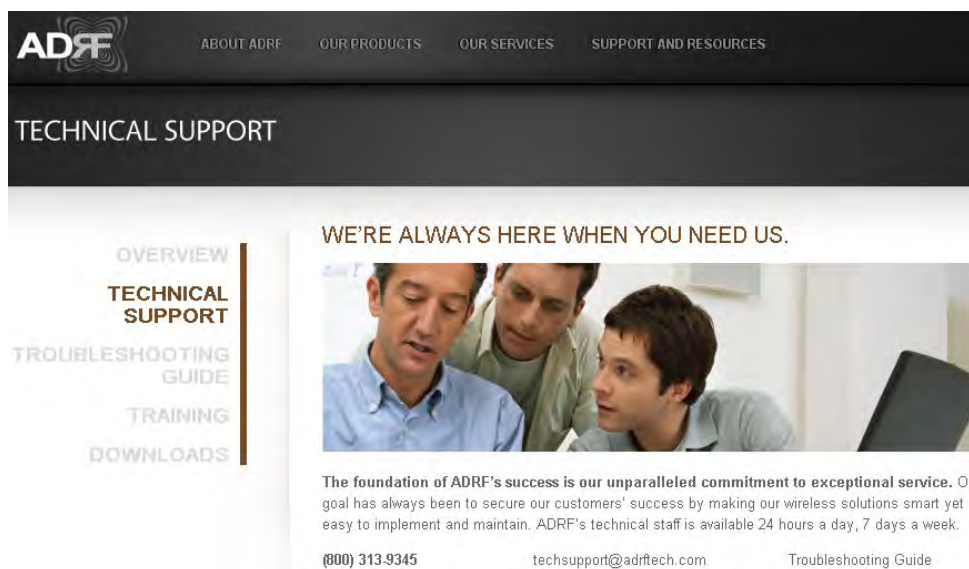 ADRF
ABOUT ADRF
OUR PRODUCTS
OUR SERVICES
SUPPORT AND RESOURCES
TECHNICAL SUPPORT
OVERVIEW
TECHNICAL
SUPPORT
TROUBLESHOOTING
GUIDE
TRAINING
DOWNLOADS
WE'RE ALWAYS HERE WHEN YOU NEED US.
The foundation of ADRF's success is our unparalleled commitment to exceptional service. O
goal has always been to secure our customers' success by making our wireless solutions smart yet
easy to implement and maintain. ADRF's technical staff is available 24 hours a day, 7 days a week.
(800) 313-9345
techsupport@adrftech.com
Troubleshooting Guide